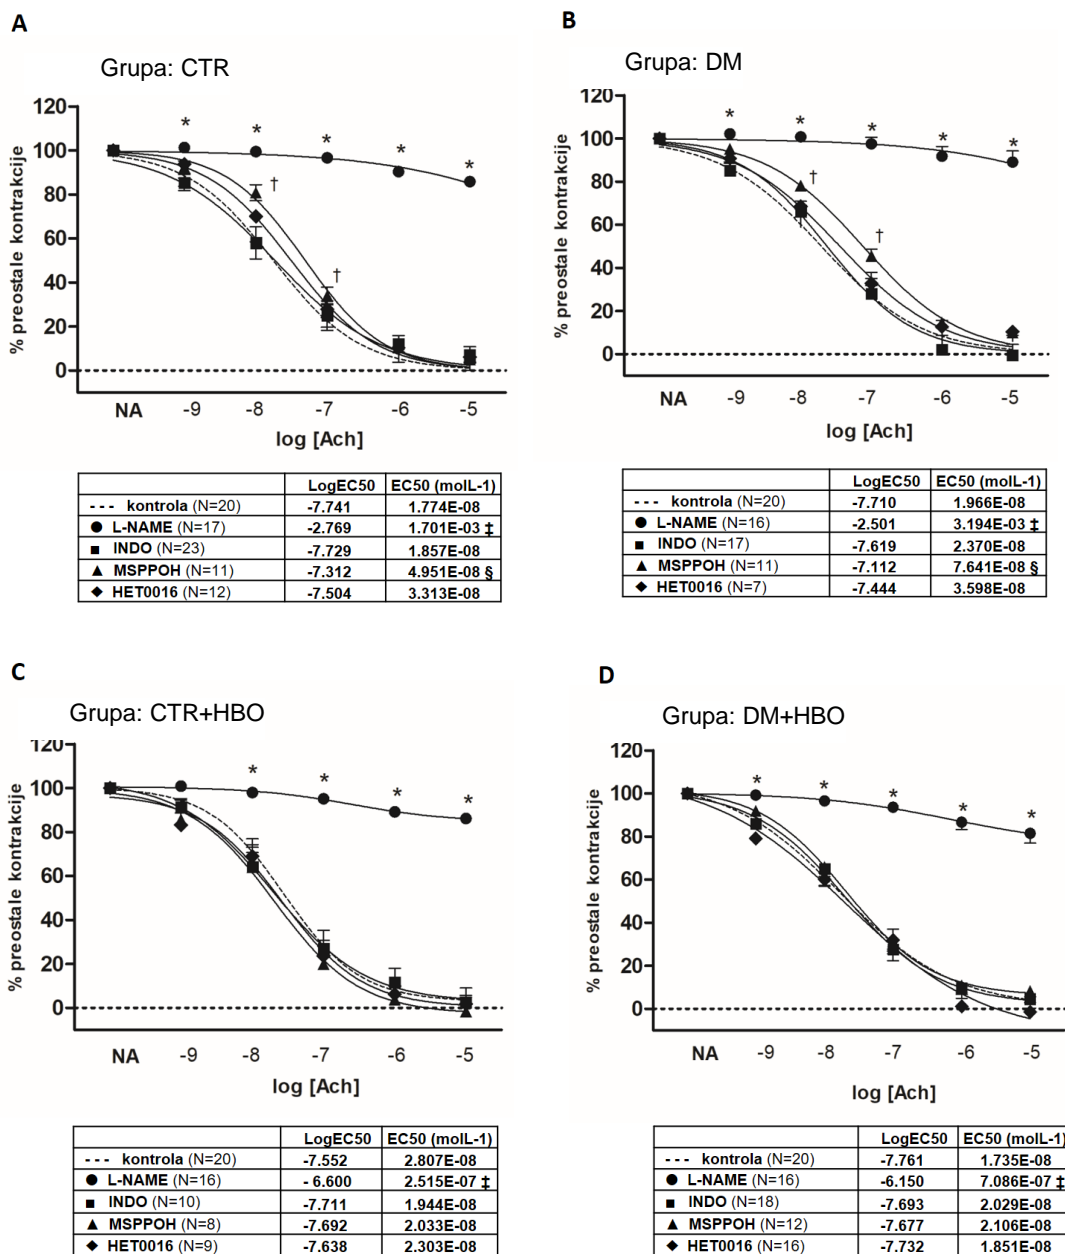 A
Grupa: CTR
% preostale kontrakcije
120
100
80
60
40
20
0
* * * * *
† †
NA -9 -8 -7 -6 -5
log [Ach]
LogEC50 EC50 (molL-1)
--- kontrola (N=20) -7.741 1.774E-08
● L-NAME (N=17) -2.769 1.701E-03 ‡
■ INDO (N=23) -7.729 1.857E-08
▲ MSPPOH (N=11) -7.312 4.951E-08 §
◆ HET0016 (N=12) -7.504 3.313E-08
B
Grupa: DM
% preostale kontrakcije
120
100
80
60
40
20
0
* * * * *
† †
NA -9 -8 -7 -6 -5
log [Ach]
LogEC50 EC50 (molL-1)
--- kontrola (N=20) -7.710 1.966E-08
● L-NAME (N=16) -2.501 3.194E-03 ‡
■ INDO (N=17) -7.619 2.370E-08
▲ MSPPOH (N=11) -7.112 7.641E-08 §
◆ HET0016 (N=7) -7.444 3.598E-08
C
Grupa: CTR+HBO
% preostale kontrakcije
120
100
80
60
40
20
0
* * * *
NA -9 -8 -7 -6 -5
log [Ach]
LogEC50 EC50 (molL-1)
--- kontrola (N=20) -7.552 2.807E-08
● L-NAME (N=16) - 6.600 2.515E-07 ‡
■ INDO (N=10) -7.711 1.944E-08
▲ MSPPOH (N=8) -7.692 2.033E-08
◆ HET0016 (N=9) -7.638 2.303E-08
D
Grupa: DM+HBO
% preostale kontrakcije
120
100
80
60
40
20
0
* * * * *
NA -9 -8 -7 -6 -5
log [Ach]
LogEC50 EC50 (molL-1)
--- kontrola (N=20) -7.761 1.735E-08
● L-NAME (N=16) -6.150 7.086E-07 ‡
■ INDO (N=18) -7.693 2.029E-08
▲ MSPPOH (N=12) -7.677 2.106E-08
◆ HET0016 (N=16) -7.732 1.851E-08